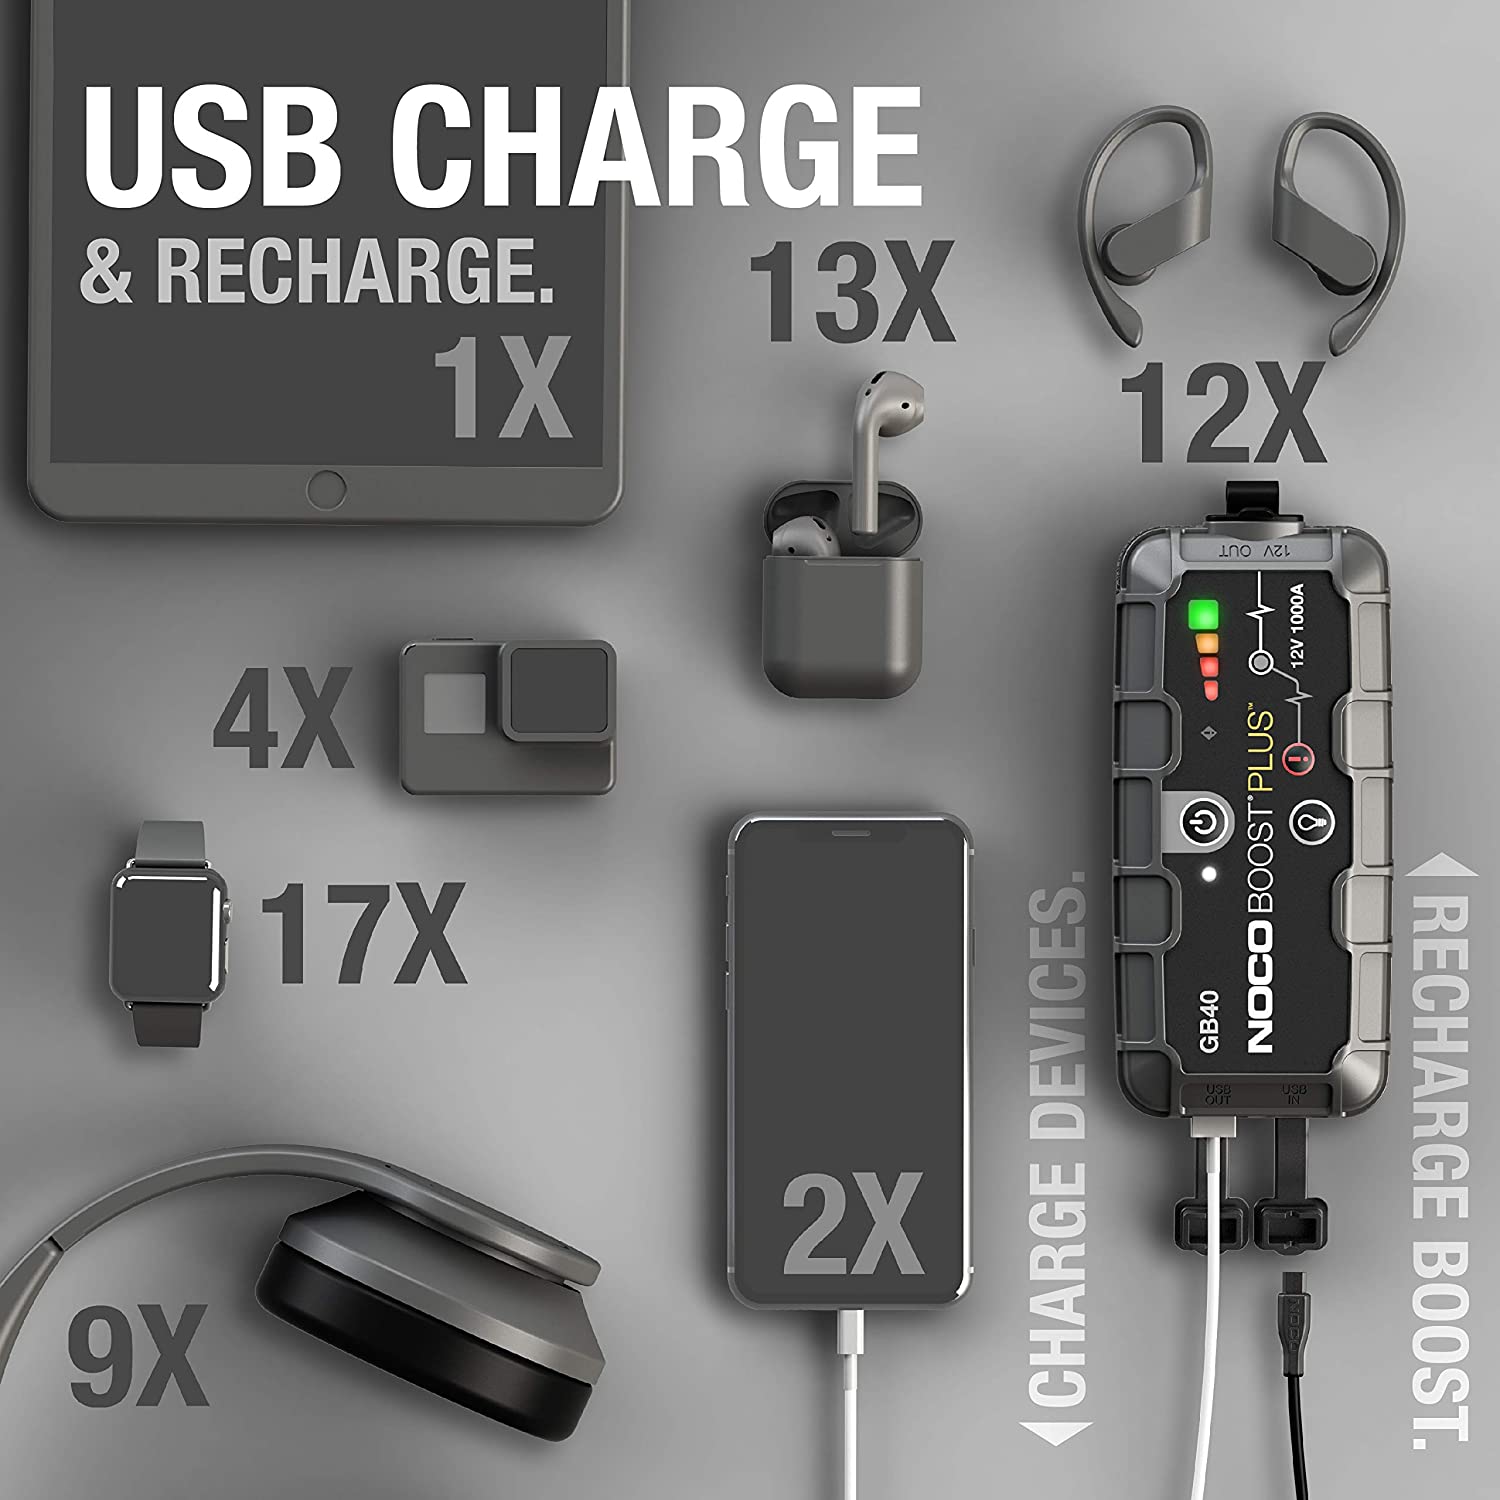 USB CHARGE
& RECHARGE.
1X
13X
12X
4X
17X
2X
9X
12V OUT
12V 1000A
NOCO BOOST® PLUS™
GB40
USB
OUT
USB
IN
NOCO
CHARGE DEVICES.
RECHARGE BOOST.